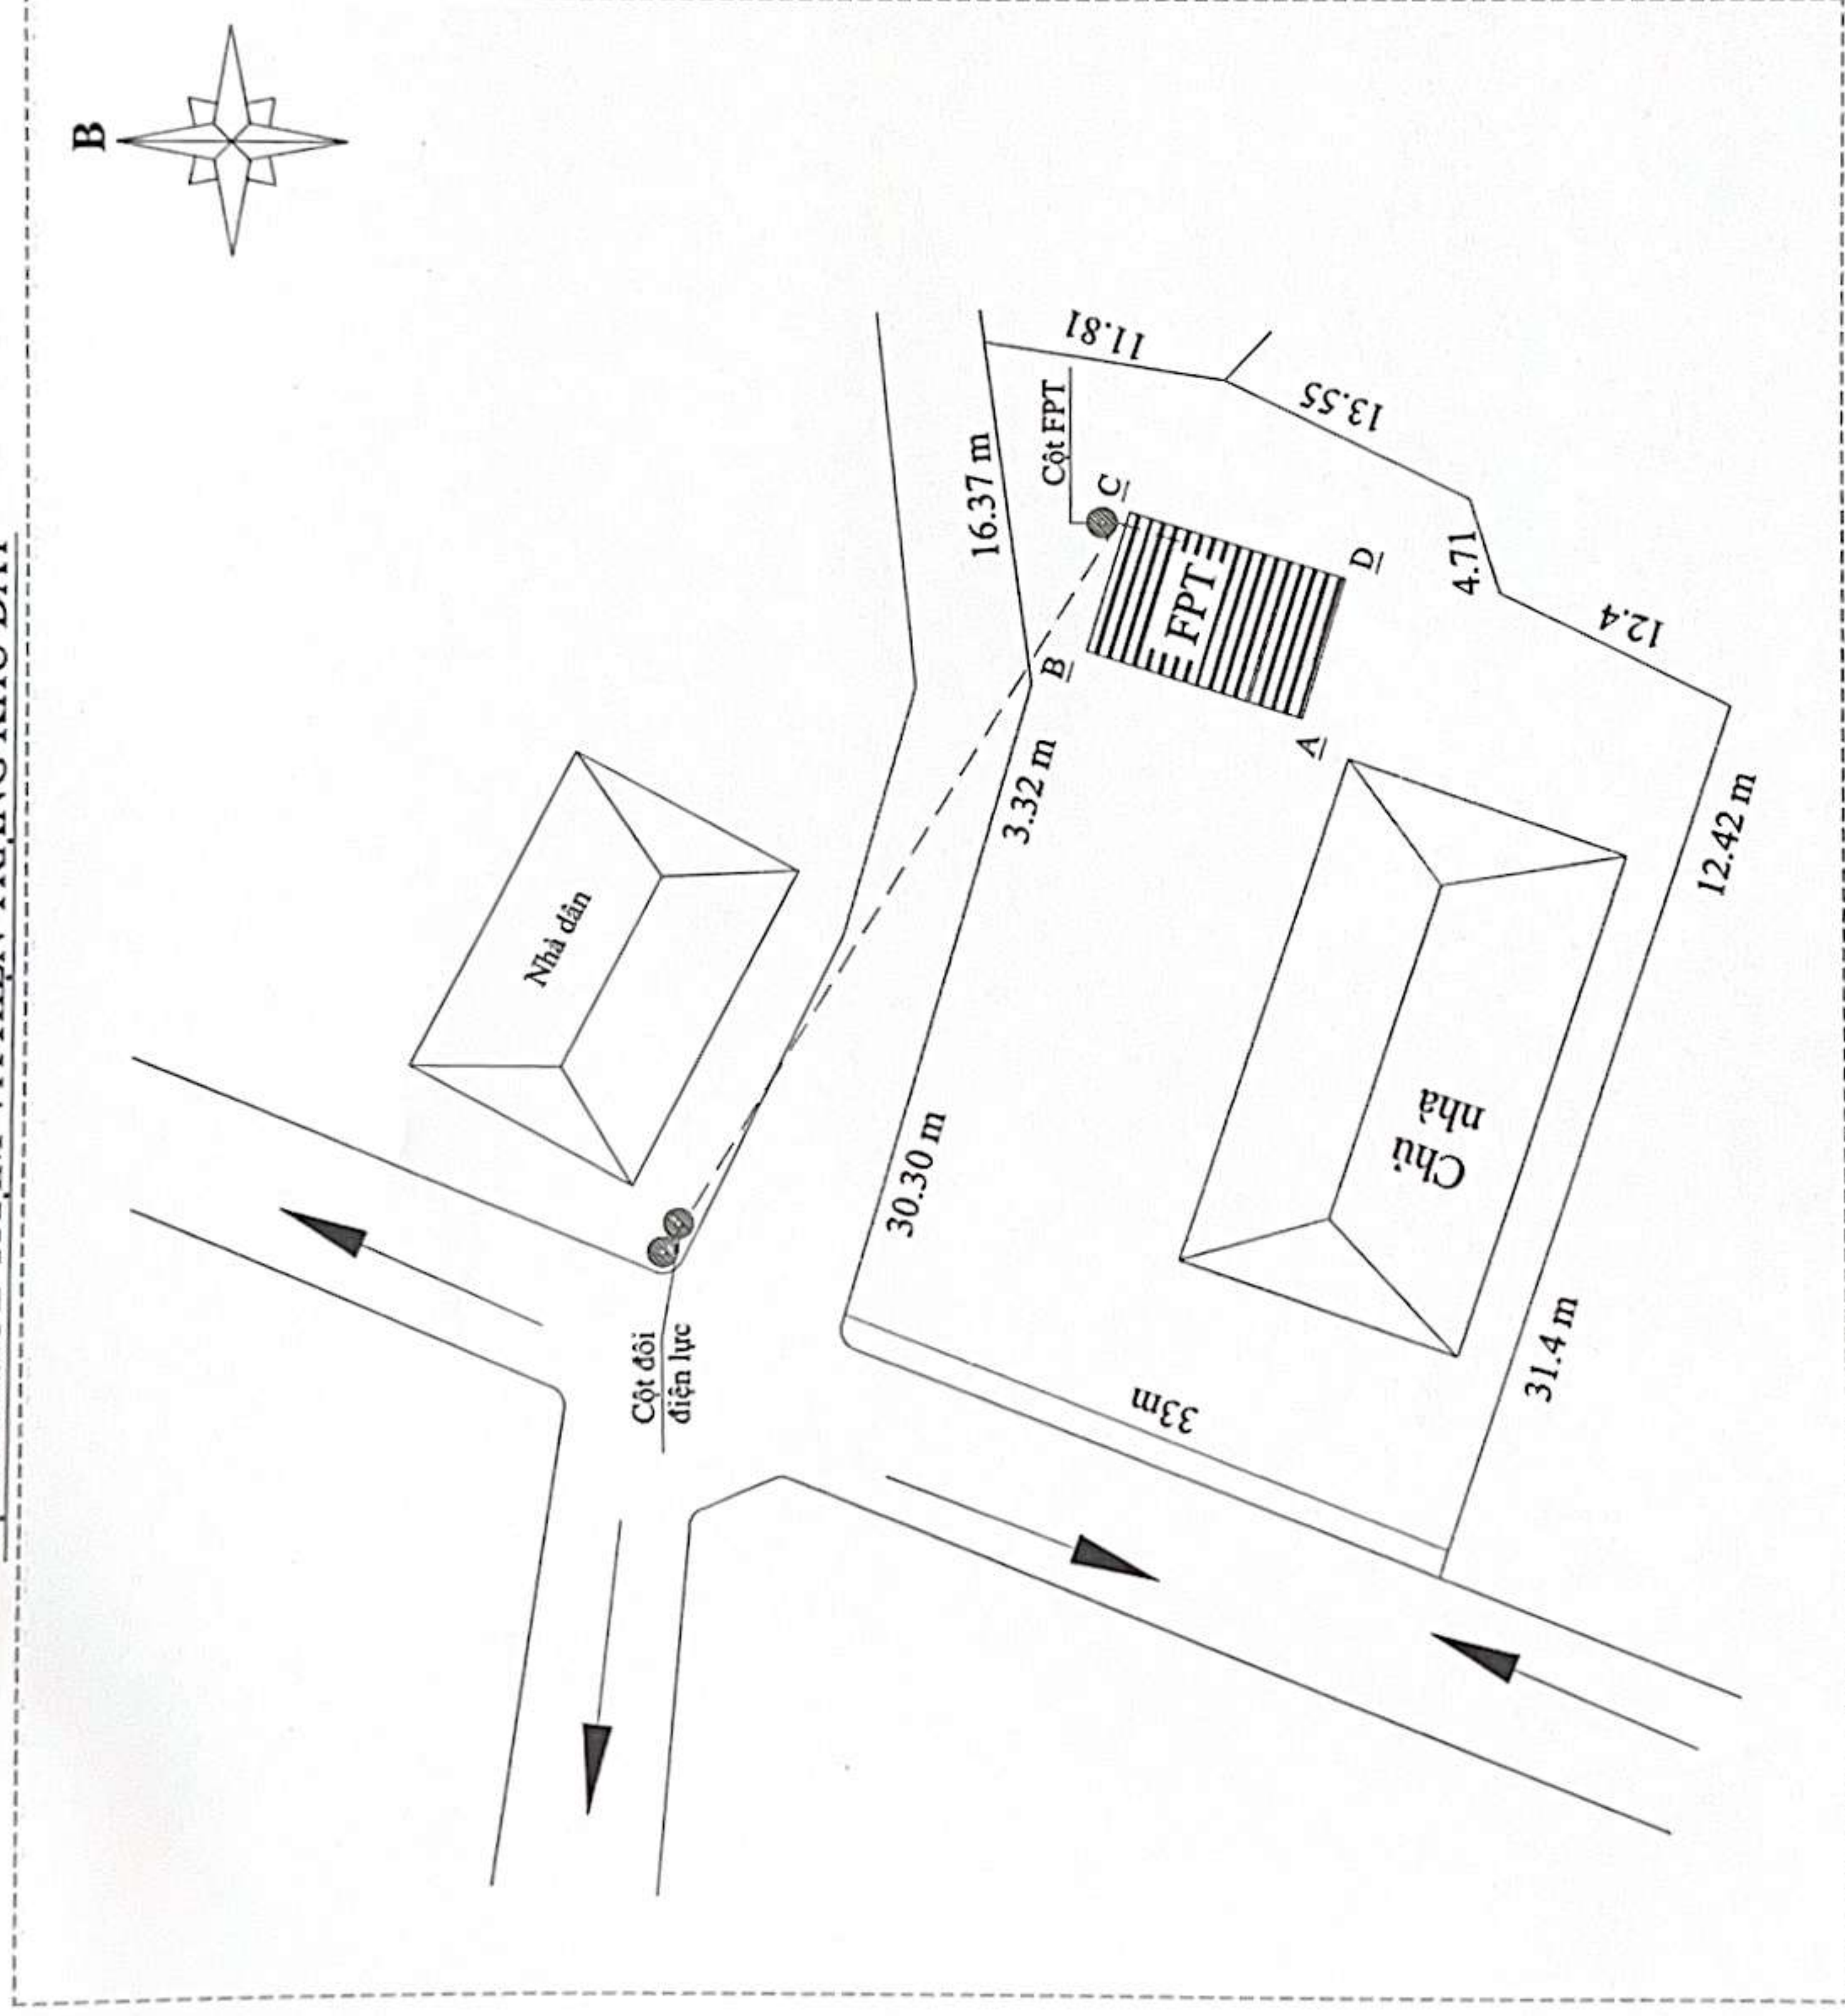 B
Nhà dân
Cột đôi
điện lực
Cột FPT
16.37 m
11.81
13.55
4.71
12.4
12.42 m
31.4 m
33m
30.30 m
3.32 m
B
C
FPT
A
D
Chủ
nhà